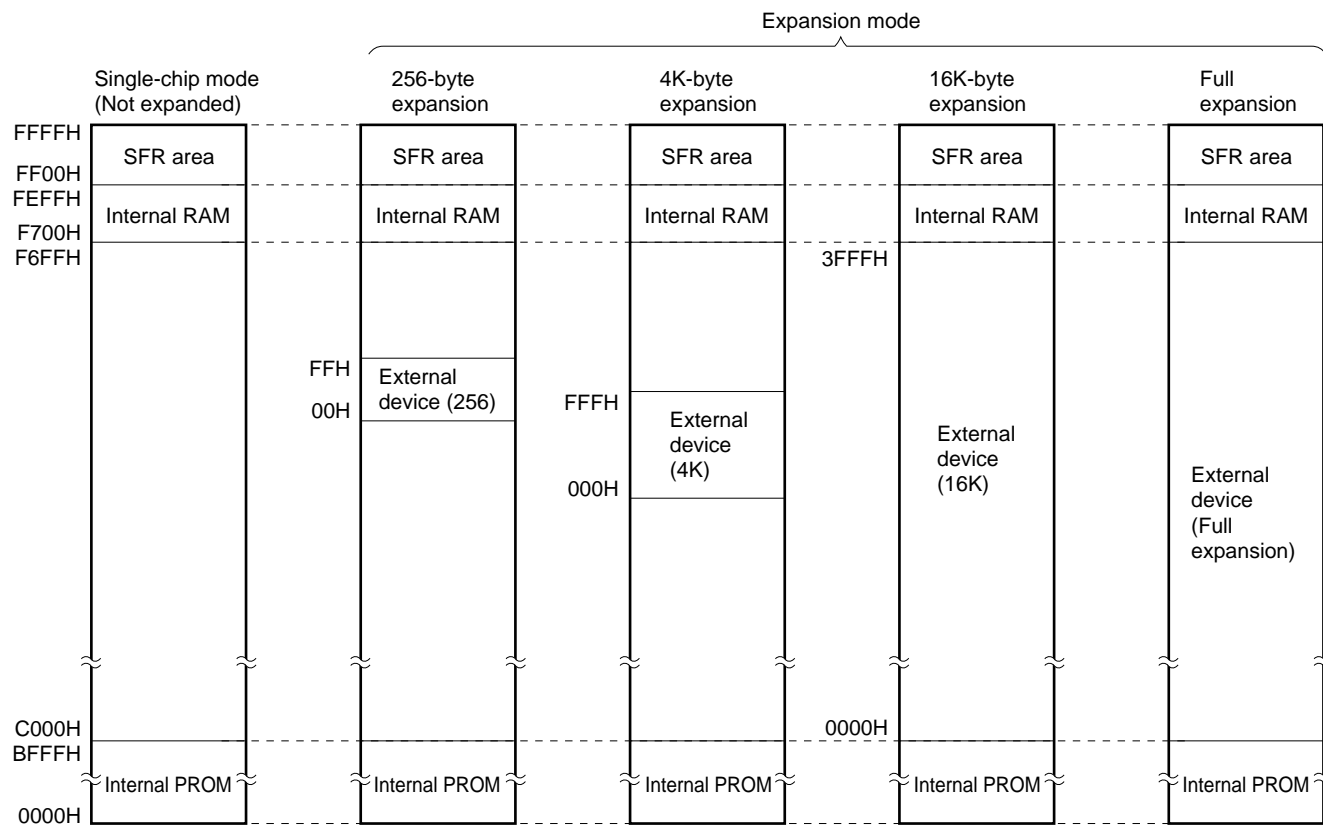 Expansion mode
Single-chip mode
(Not expanded)
256-byte
expansion
4K-byte
expansion
16K-byte
expansion
Full
expansion
FFFFH
SFR area
SFR area
SFR area
SFR area
SFR area
FF00H
FEFFH
Internal RAM
Internal RAM
Internal RAM
Internal RAM
Internal RAM
F700H
F6FFH
3FFFH
FFH
External
device (256)
00H
FFFH
External
device
(4K)
000H
External
device
(16K)
External
device
(Full
expansion)
C000H
0000H
BFFFH
Internal PROM
Internal PROM
Internal PROM
Internal PROM
Internal PROM
0000H